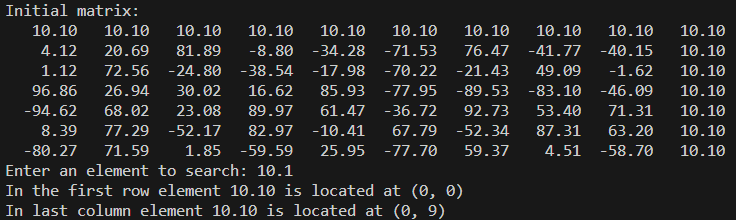 Initial matrix:
10.10 10.10 10.10 10.10 10.10 10.10 10.10 10.10 10.10 10.10
4.12 20.69 81.89 -8.80 -34.28 -71.53 76.47 -41.77 -40.15 10.10
1.12 72.56 -24.80 -38.54 -17.98 -70.22 -21.43 49.09 -1.62 10.10
96.86 26.94 30.02 16.62 85.93 -77.95 -89.53 -83.10 -46.09 10.10
-94.62 68.02 23.08 89.97 61.47 -36.72 92.73 53.40 71.31 10.10
8.39 77.29 -52.17 82.97 -10.41 67.79 -52.34 87.31 63.20 10.10
-80.27 71.59 1.85 -59.59 25.95 -77.70 59.37 4.51 -58.70 10.10
Enter an element to search: 10.1
In the first row element 10.10 is located at (0, 0)
In last column element 10.10 is located at (0, 9)